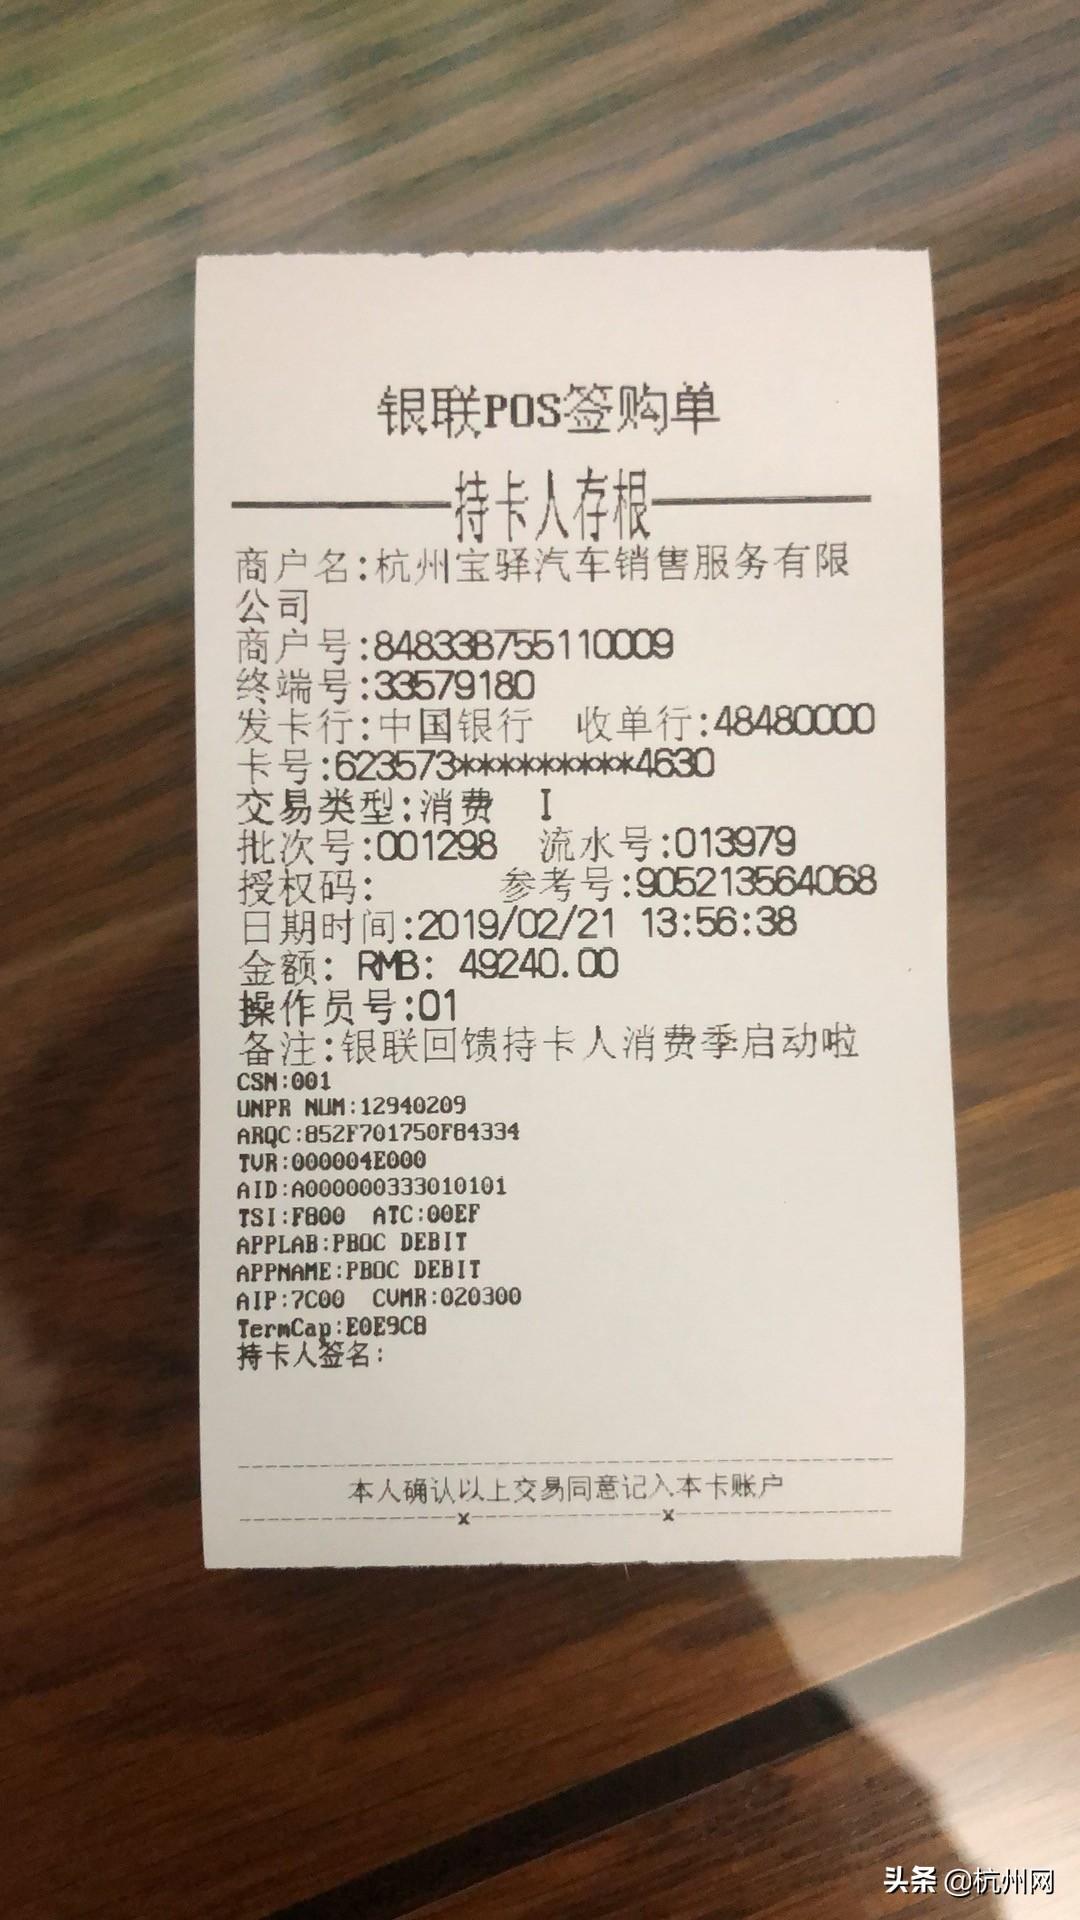 银联POS签购单
持卡人存根
商户名:杭州宝驿汽车销售服务有限
公司
商户号:848338755110009
终端号:33579180
发卡行:中国银行 收单行:48480000
卡号:623573*********4630
交易类型:消费 I
批次号:001298 流水号:013979
授权码: 参考号:905213564068
日期时间:2019/02/21 13:56:38
金额: RMB: 49240.00
操作员号:01
备注:银联回馈持卡人消费季启动啦
CSN:001
UNPR NUM:12940209
ARQC:852F701750F84334
TVR:000004E000
AID:A000000333010101
TSI:F800 ATC:00EF
APPLAB:PBOC DEBIT
APPNAME:PBOC DEBIT
AIP:7C00 CVMR:020300
TermCap:E0E9C8
持卡人签名:
本人确认以上交易同意记入本卡账户
x x
头条 @杭州网